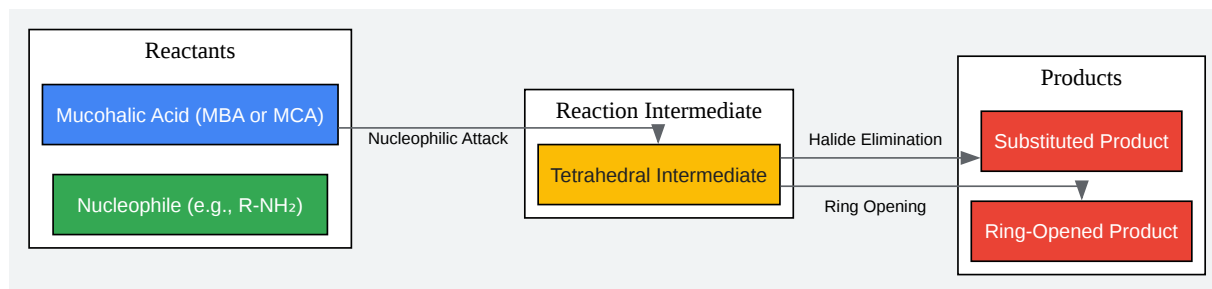 Reactants
Mucohalic Acid (MBA or MCA)
Nucleophile (e.g., R-NH₂)
Nucleophilic Attack
Reaction Intermediate
Tetrahedral Intermediate
Halide Elimination
Ring Opening
Products
Substituted Product
Ring-Opened Product